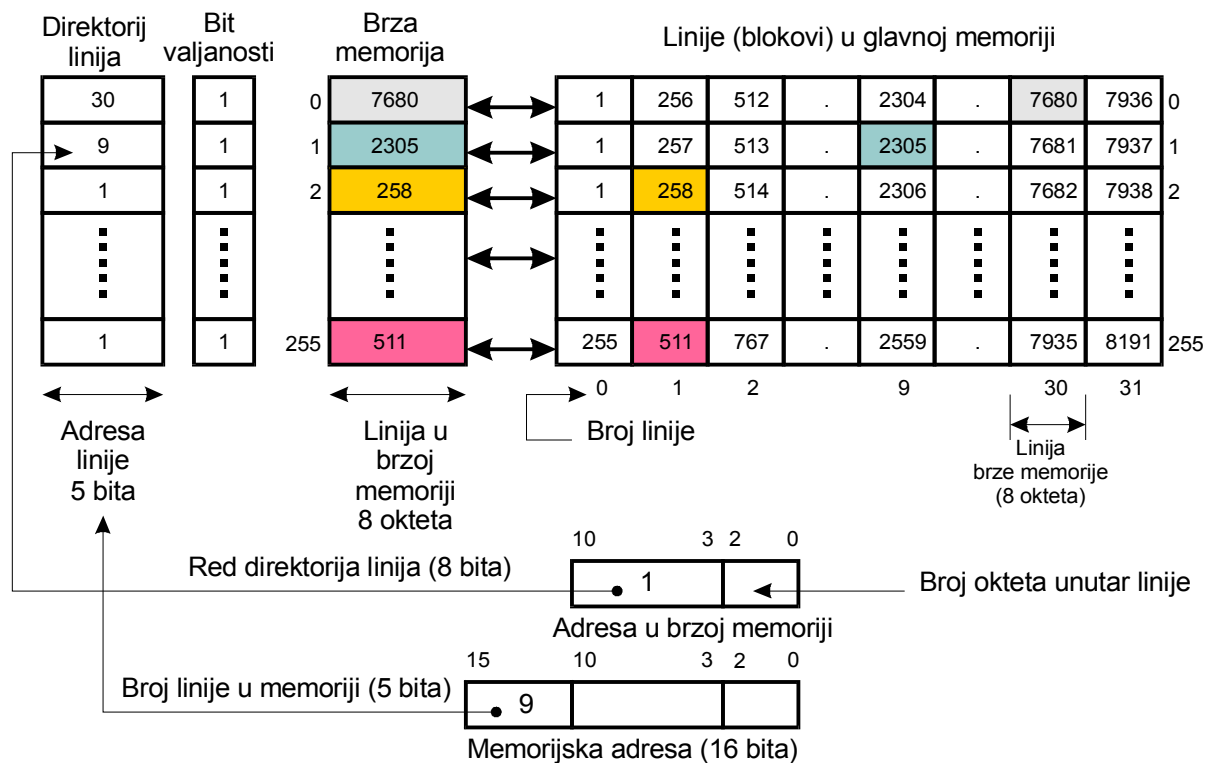 Direktorij linija
Bit valjanosti
Brza memorija
Linije (blokovi) u glavnoj memoriji
30 1 0 7680 1 256 512 . 2304 . 7680 7936 0
9 1 1 2305 1 257 513 . 2305 . 7681 7937 1
1 1 2 258 1 258 514 . 2306 . 7682 7938 2
1 1 255 511 255 511 767 . 2559 . 7935 8191 255
0 1 2 9 30 31
Adresa linije 5 bita
Linija u brzoj memoriji 8 okteta
Broj linije
Linija brze memorije (8 okteta)
10 3 2 0
Red direktorija linija (8 bita)
1
Broj okteta unutar linije
Adresa u brzoj memoriji
15 10 3 2 0
Broj linije u memoriji (5 bita)
9
Memorijska adresa (16 bita)